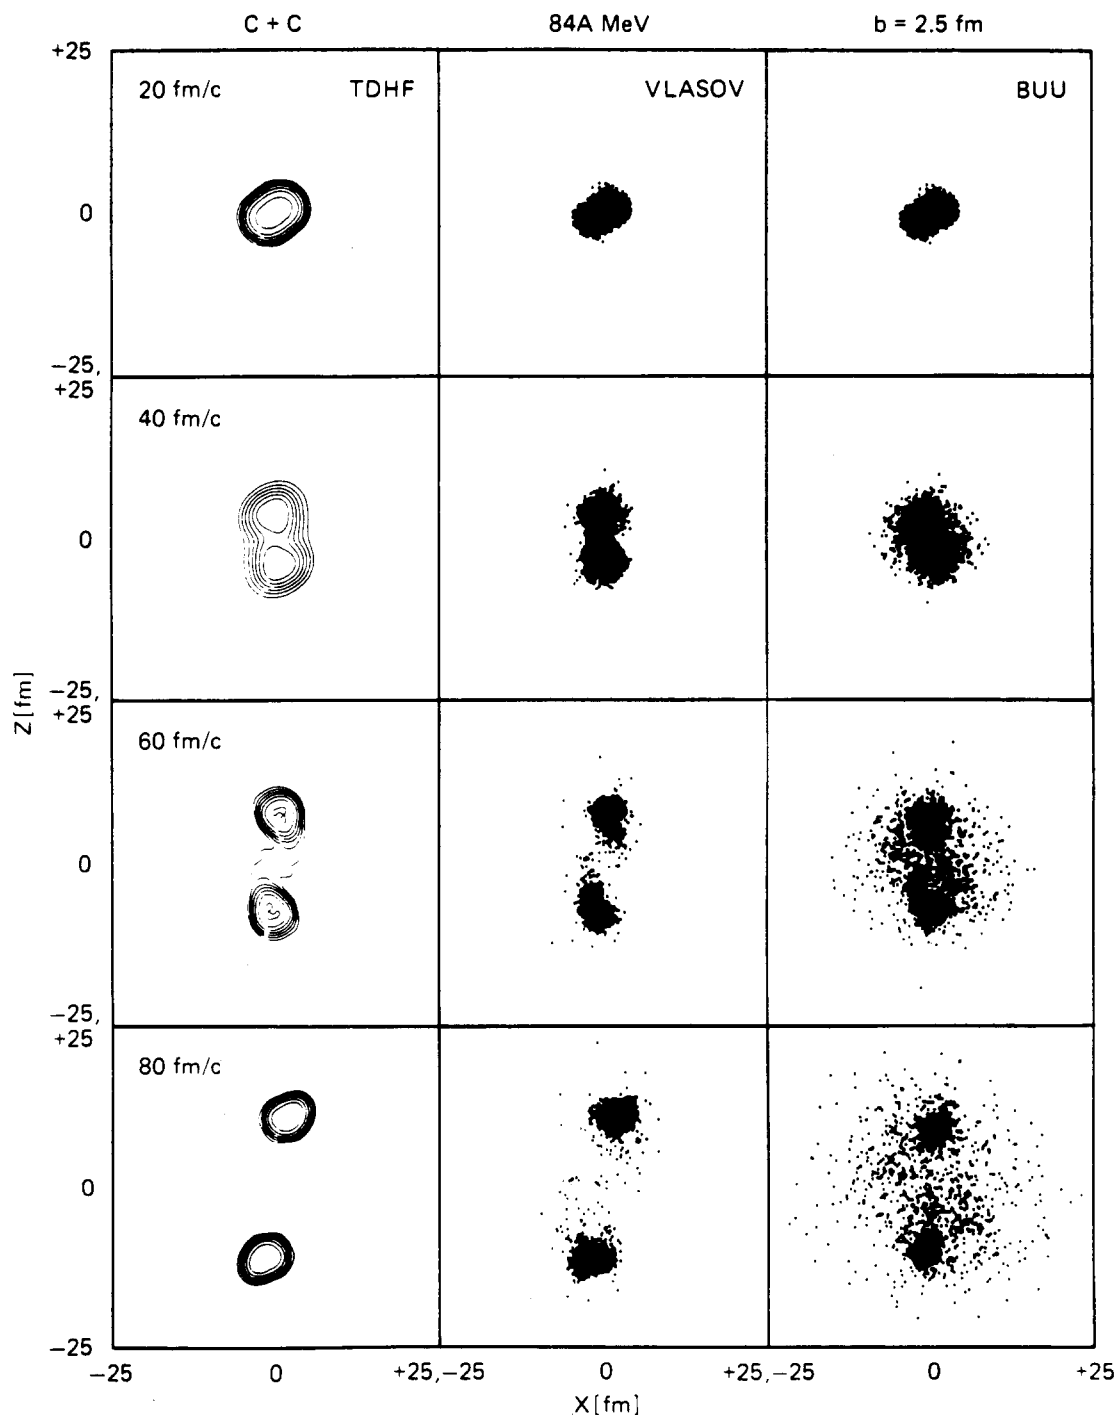 C + C 84A MeV b = 2.5 fm
+25
20 fm/c TDHF VLASOV BUU
0
−25,
+25
40 fm/c
0
−25,
+25
60 fm/c
0
−25,
+25
80 fm/c
0
−25
Z [fm]
−25 0 +25,−25 0 +25,−25 0 +25
X [fm]